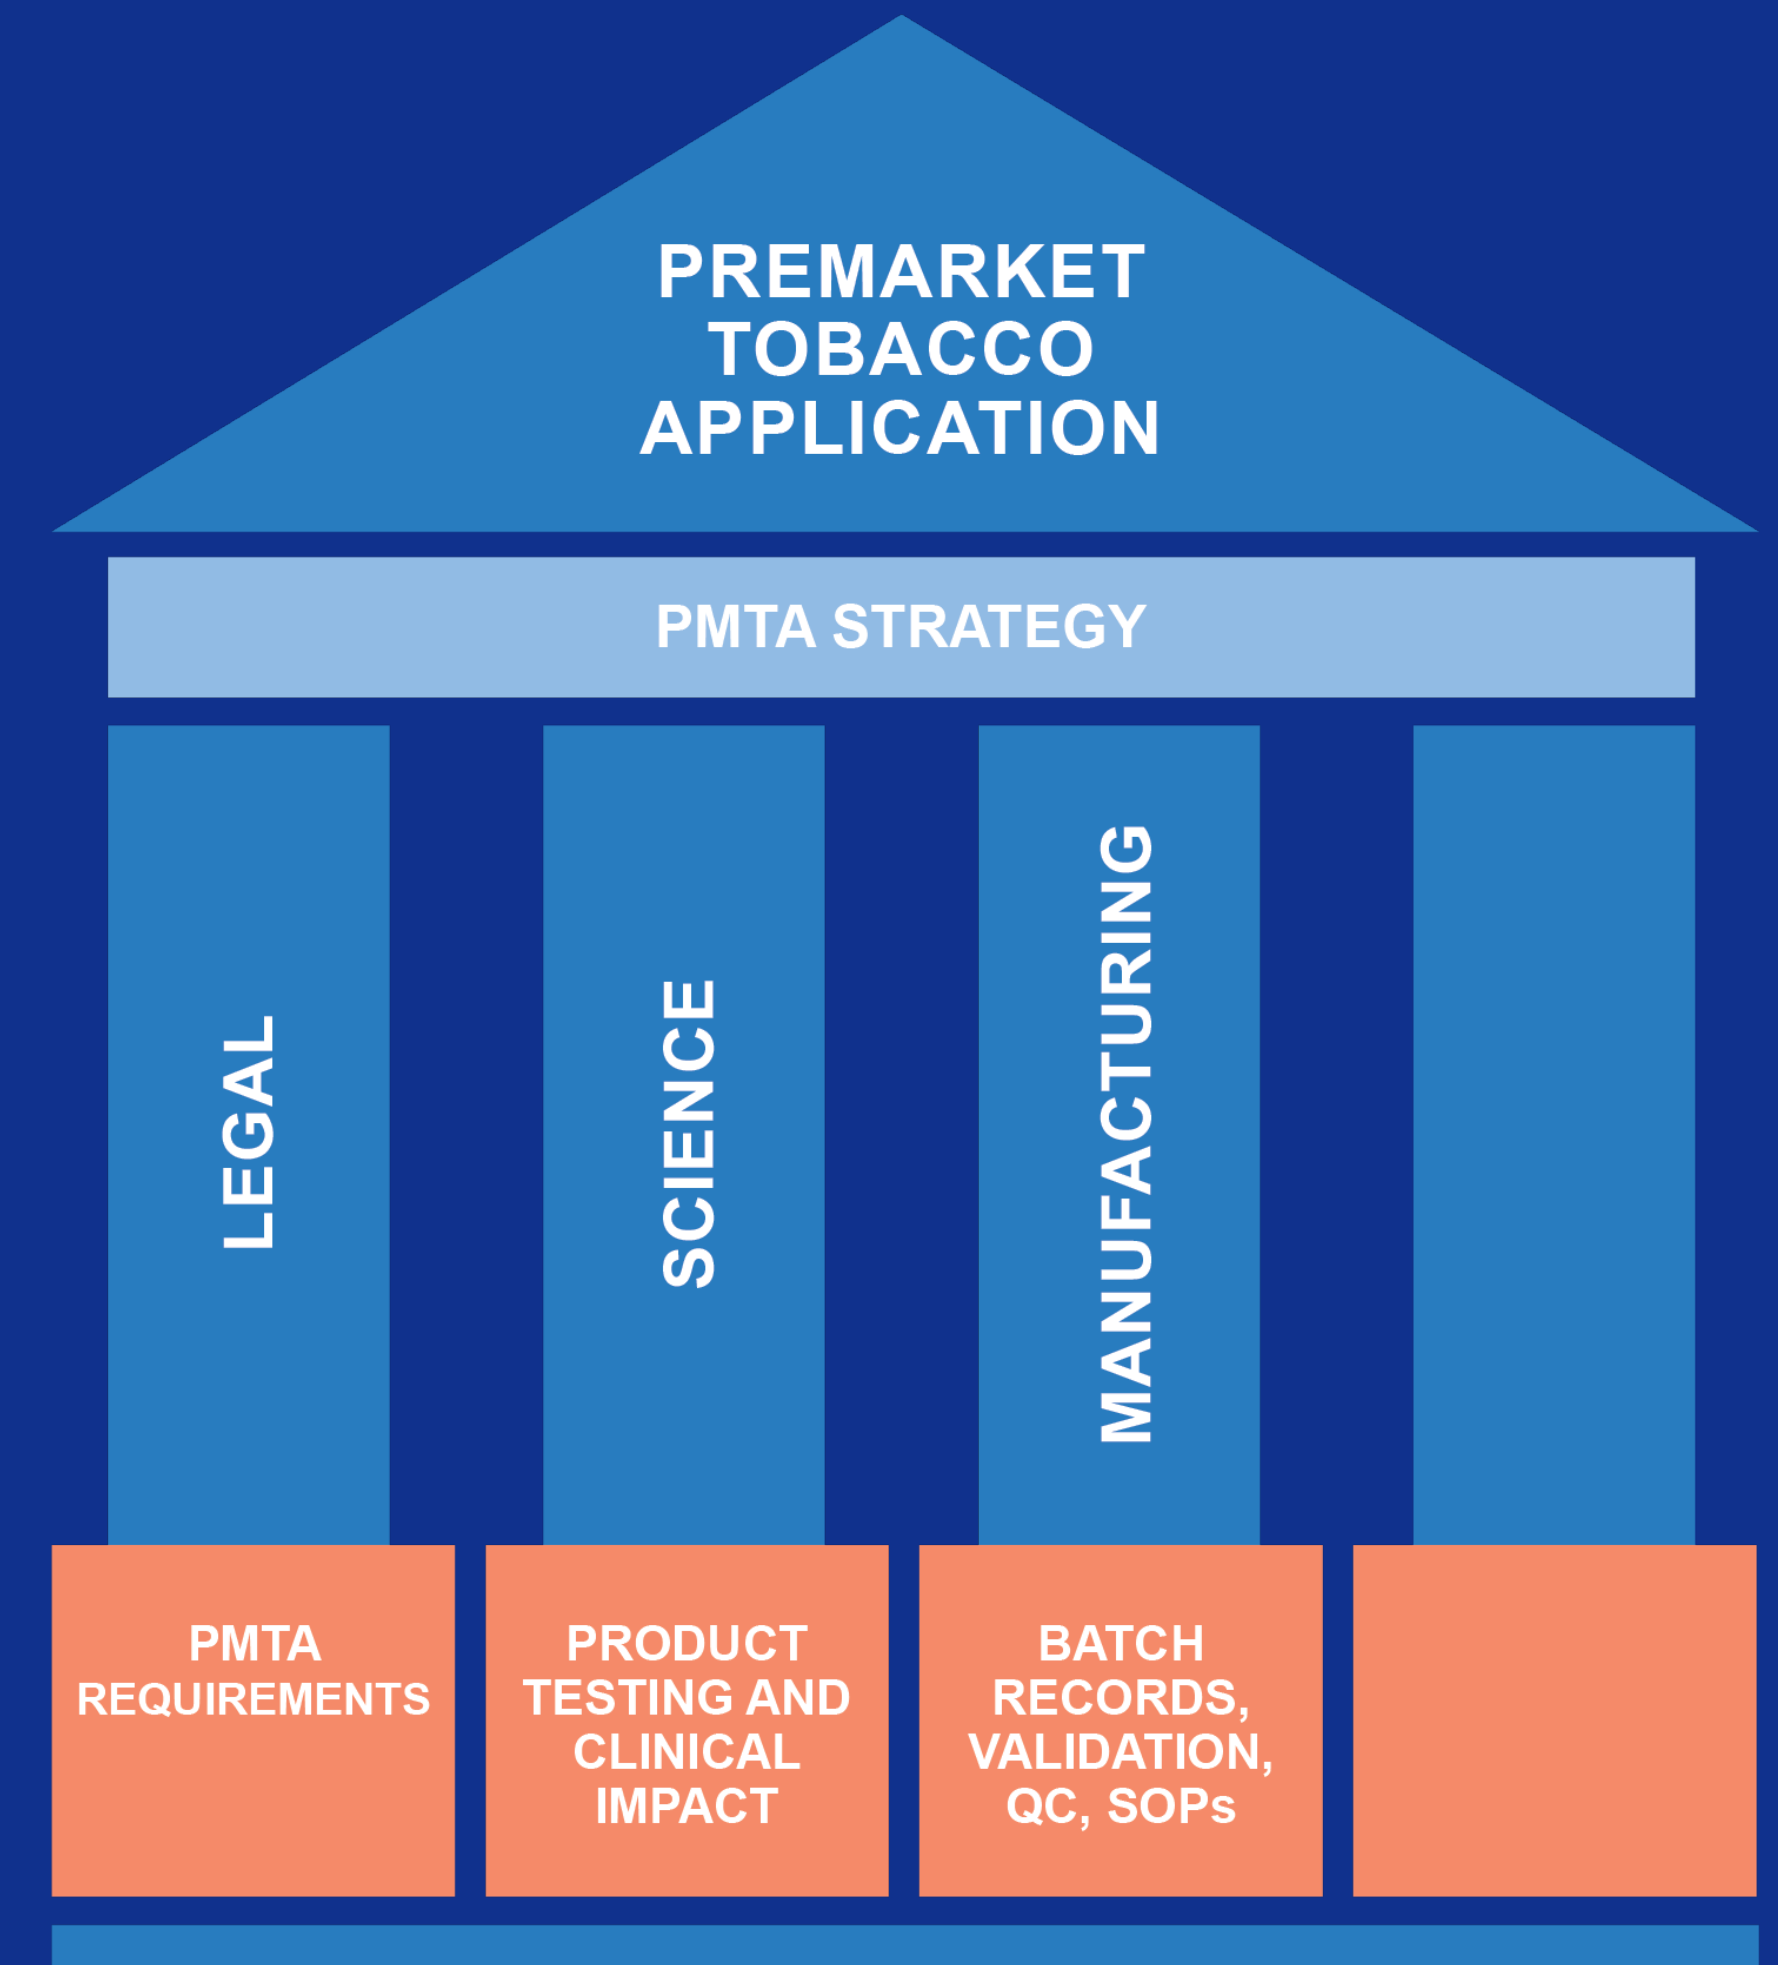 PREMARKET
TOBACCO
APPLICATION
PMTA STRATEGY
LEGAL
SCIENCE
MANUFACTURING
PMTA
REQUIREMENTS
PRODUCT
TESTING AND
CLINICAL
IMPACT
BATCH
RECORDS,
VALIDATION,
QC, SOPs